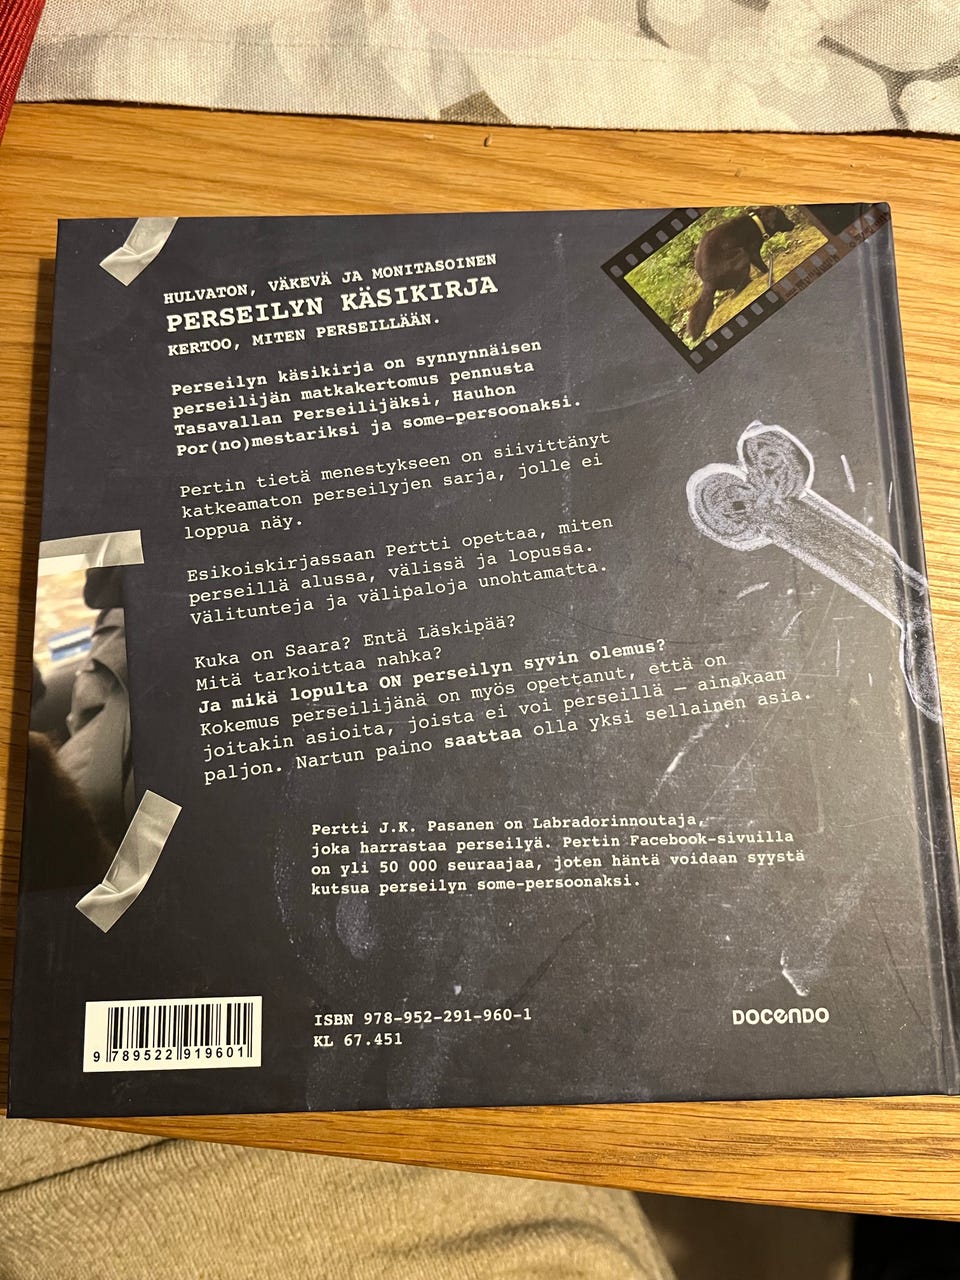 HULVATON, VÄKEVÄ JA MONITASOINEN
PERSEILYN KÄSIKIRJA
KERTOO, MITEN PERSEILLÄÄN.
Perseilyn käsikirja on synnynnäisen
perseilijän matkakertomus pennusta
Tasavallan Perseilijäksi, Hauhon
Por(no)mestariksi ja some-persoonaksi.
Pertin tietä menestykseen on siivittänyt
katkeamaton perseilyjen sarja, jolle ei
loppua näy.
Esikoiskirjassaan Pertti opettaa, miten
perseillä alussa, välissä ja lopussa.
Välitunteja ja välipaloja unohtamatta.
Kuka on Saara? Entä Läskipää?
Mitä tarkoittaa nahka?
Ja mikä lopulta ON perseilyn syvin olemus?
Kokemus perseilijänä on myös opettanut, että on
joitakin asioita, joista ei voi perseillä – ainakaan
paljon. Nartun paino saattaa olla yksi sellainen asia.
Pertti J.K. Pasanen on Labradorinnoutaja,
joka harrastaa perseilyä. Pertin Facebook-sivuilla
on yli 50 000 seuraajaa, joten häntä voidaan syystä
kutsua perseilyn some-persoonaksi.
ISBN 978-952-291-960-1
KL 67.451
DOCENDO
9 789522 919601